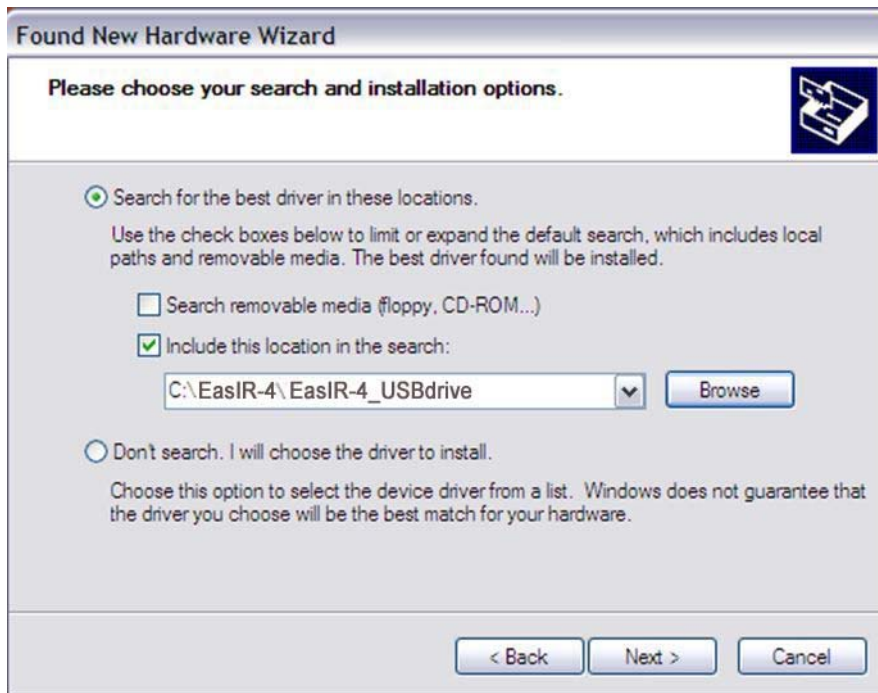 Found New Hardware Wizard
Please choose your search and installation options.
Search for the best driver in these locations.
Use the check boxes below to limit or expand the default search, which includes local
paths and removable media. The best driver found will be installed.
Search removable media (floppy, CD-ROM...)
Include this location in the search:
C:\EasIR-4\EasIR-4_USBdrive
Browse
Don't search. I will choose the driver to install.
Choose this option to select the device driver from a list. Windows does not guarantee that
the driver you choose will be the best match for your hardware.
< Back Next > Cancel